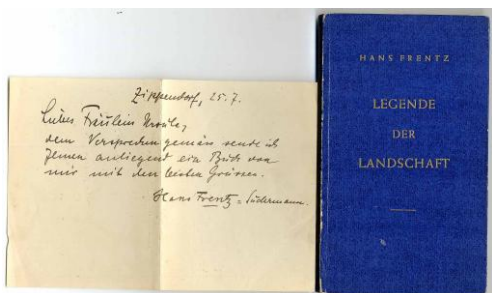 Zippendorf, 25.7.
Liebes Fräulein
dem Versprechen gemäss sende ich
Ihnen anliegend ein Buch von
mir mit den besten Grüssen.
Hans Frentz-Sudermann.
HANS FRENTZ
LEGENDE
DER
LANDSCHAFT